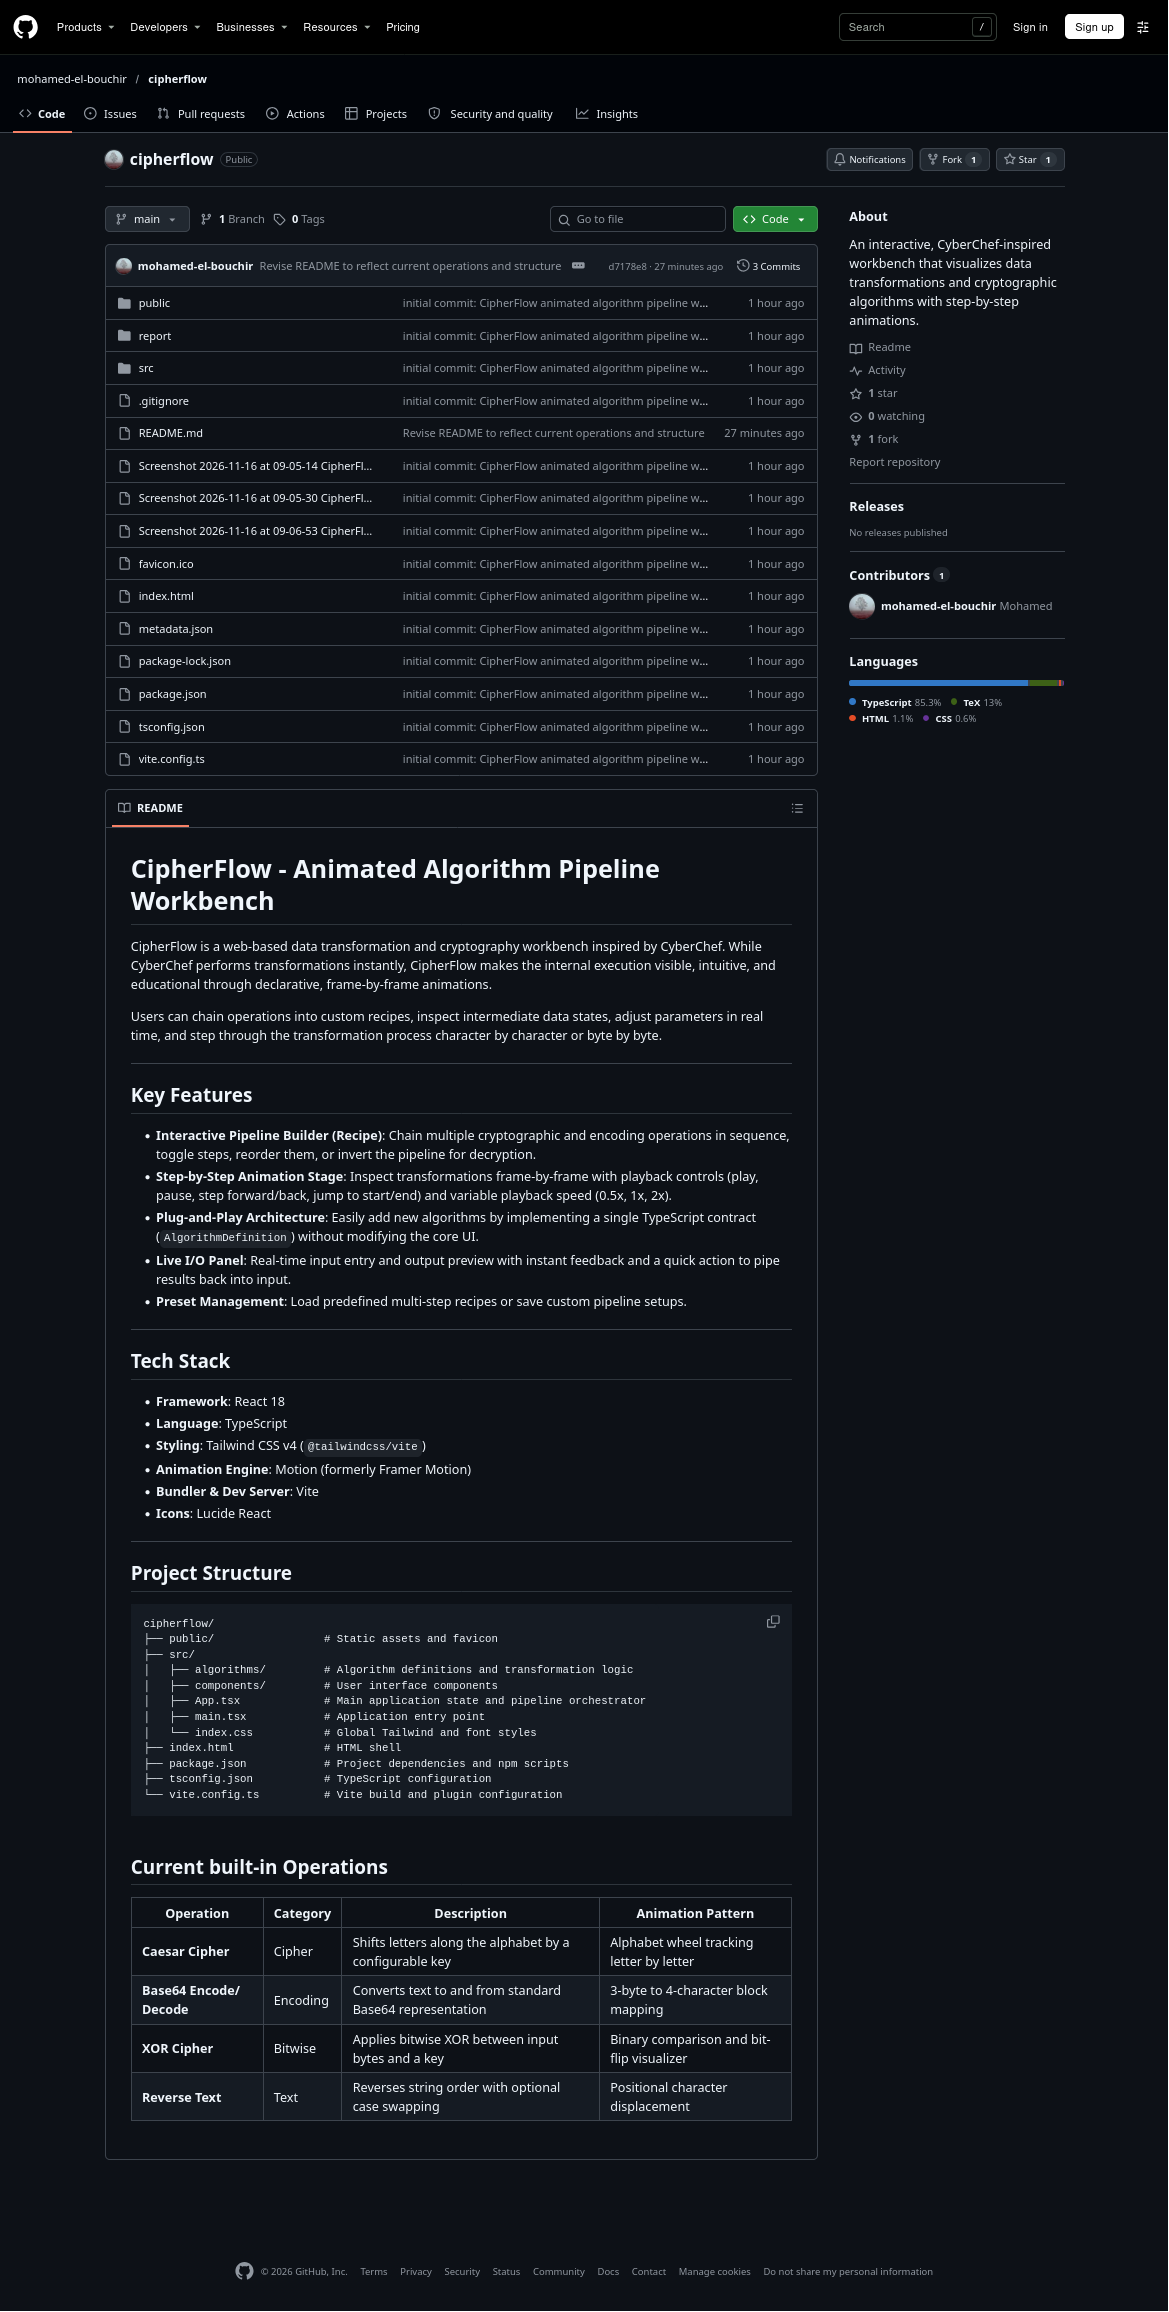 Products Developers Businesses Resources Pricing Search / Sign in Sign up
mohamed-el-bouchir / cipherflow
Code Issues Pull requests Actions Projects Security and quality Insights
cipherflow Public Notifications Fork 1 Star 1
main 1 Branch 0 Tags Go to file Code
mohamed-el-bouchir Revise README to reflect current operations and structure d7178e8 · 27 minutes ago 3 Commits
public initial commit: CipherFlow animated algorithm pipeline w... 1 hour ago
report initial commit: CipherFlow animated algorithm pipeline w... 1 hour ago
src initial commit: CipherFlow animated algorithm pipeline w... 1 hour ago
.gitignore initial commit: CipherFlow animated algorithm pipeline w... 1 hour ago
README.md Revise README to reflect current operations and structure 27 minutes ago
Screenshot 2026-11-16 at 09-05-14 CipherFl... initial commit: CipherFlow animated algorithm pipeline w... 1 hour ago
Screenshot 2026-11-16 at 09-05-30 CipherFl... initial commit: CipherFlow animated algorithm pipeline w... 1 hour ago
Screenshot 2026-11-16 at 09-06-53 CipherFl... initial commit: CipherFlow animated algorithm pipeline w... 1 hour ago
favicon.ico initial commit: CipherFlow animated algorithm pipeline w... 1 hour ago
index.html initial commit: CipherFlow animated algorithm pipeline w... 1 hour ago
metadata.json initial commit: CipherFlow animated algorithm pipeline w... 1 hour ago
package-lock.json initial commit: CipherFlow animated algorithm pipeline w... 1 hour ago
package.json initial commit: CipherFlow animated algorithm pipeline w... 1 hour ago
tsconfig.json initial commit: CipherFlow animated algorithm pipeline w... 1 hour ago
vite.config.ts initial commit: CipherFlow animated algorithm pipeline w... 1 hour ago
About
An interactive, CyberChef-inspired
workbench that visualizes data
transformations and cryptographic
algorithms with step-by-step
animations.
Readme
Activity
1 star
0 watching
1 fork
Report repository
Releases
No releases published
Contributors 1
mohamed-el-bouchir Mohamed
Languages
TypeScript 85.3% TeX 13%
HTML 1.1% CSS 0.6%
README
CipherFlow - Animated Algorithm Pipeline
Workbench
CipherFlow is a web-based data transformation and cryptography workbench inspired by CyberChef. While
CyberChef performs transformations instantly, CipherFlow makes the internal execution visible, intuitive, and
educational through declarative, frame-by-frame animations.
Users can chain operations into custom recipes, inspect intermediate data states, adjust parameters in real
time, and step through the transformation process character by character or byte by byte.
Key Features
• Interactive Pipeline Builder (Recipe): Chain multiple cryptographic and encoding operations in sequence,
toggle steps, reorder them, or invert the pipeline for decryption.
• Step-by-Step Animation Stage: Inspect transformations frame-by-frame with playback controls (play,
pause, step forward/back, jump to start/end) and variable playback speed (0.5x, 1x, 2x).
• Plug-and-Play Architecture: Easily add new algorithms by implementing a single TypeScript contract
(AlgorithmDefinition) without modifying the core UI.
• Live I/O Panel: Real-time input entry and output preview with instant feedback and a quick action to pipe
results back into input.
• Preset Management: Load predefined multi-step recipes or save custom pipeline setups.
Tech Stack
• Framework: React 18
• Language: TypeScript
• Styling: Tailwind CSS v4 (@tailwindcss/vite)
• Animation Engine: Motion (formerly Framer Motion)
• Bundler & Dev Server: Vite
• Icons: Lucide React
Project Structure
cipherflow/
├── public/ # Static assets and favicon
├── src/
│   ├── algorithms/ # Algorithm definitions and transformation logic
│   ├── components/ # User interface components
│   ├── App.tsx # Main application state and pipeline orchestrator
│   ├── main.tsx # Application entry point
│   └── index.css # Global Tailwind and font styles
├── index.html # HTML shell
├── package.json # Project dependencies and npm scripts
├── tsconfig.json # TypeScript configuration
└── vite.config.ts # Vite build and plugin configuration
Current built-in Operations
Operation Category Description Animation Pattern
Caesar Cipher Cipher Shifts letters along the alphabet by a
configurable key Alphabet wheel tracking
letter by letter
Base64 Encode/
Decode Encoding Converts text to and from standard
Base64 representation 3-byte to 4-character block
mapping
XOR Cipher Bitwise Applies bitwise XOR between input
bytes and a key Binary comparison and bit-
flip visualizer
Reverse Text Text Reverses string order with optional
case swapping Positional character
displacement
© 2026 GitHub, Inc. Terms Privacy Security Status Community Docs Contact Manage cookies Do not share my personal information